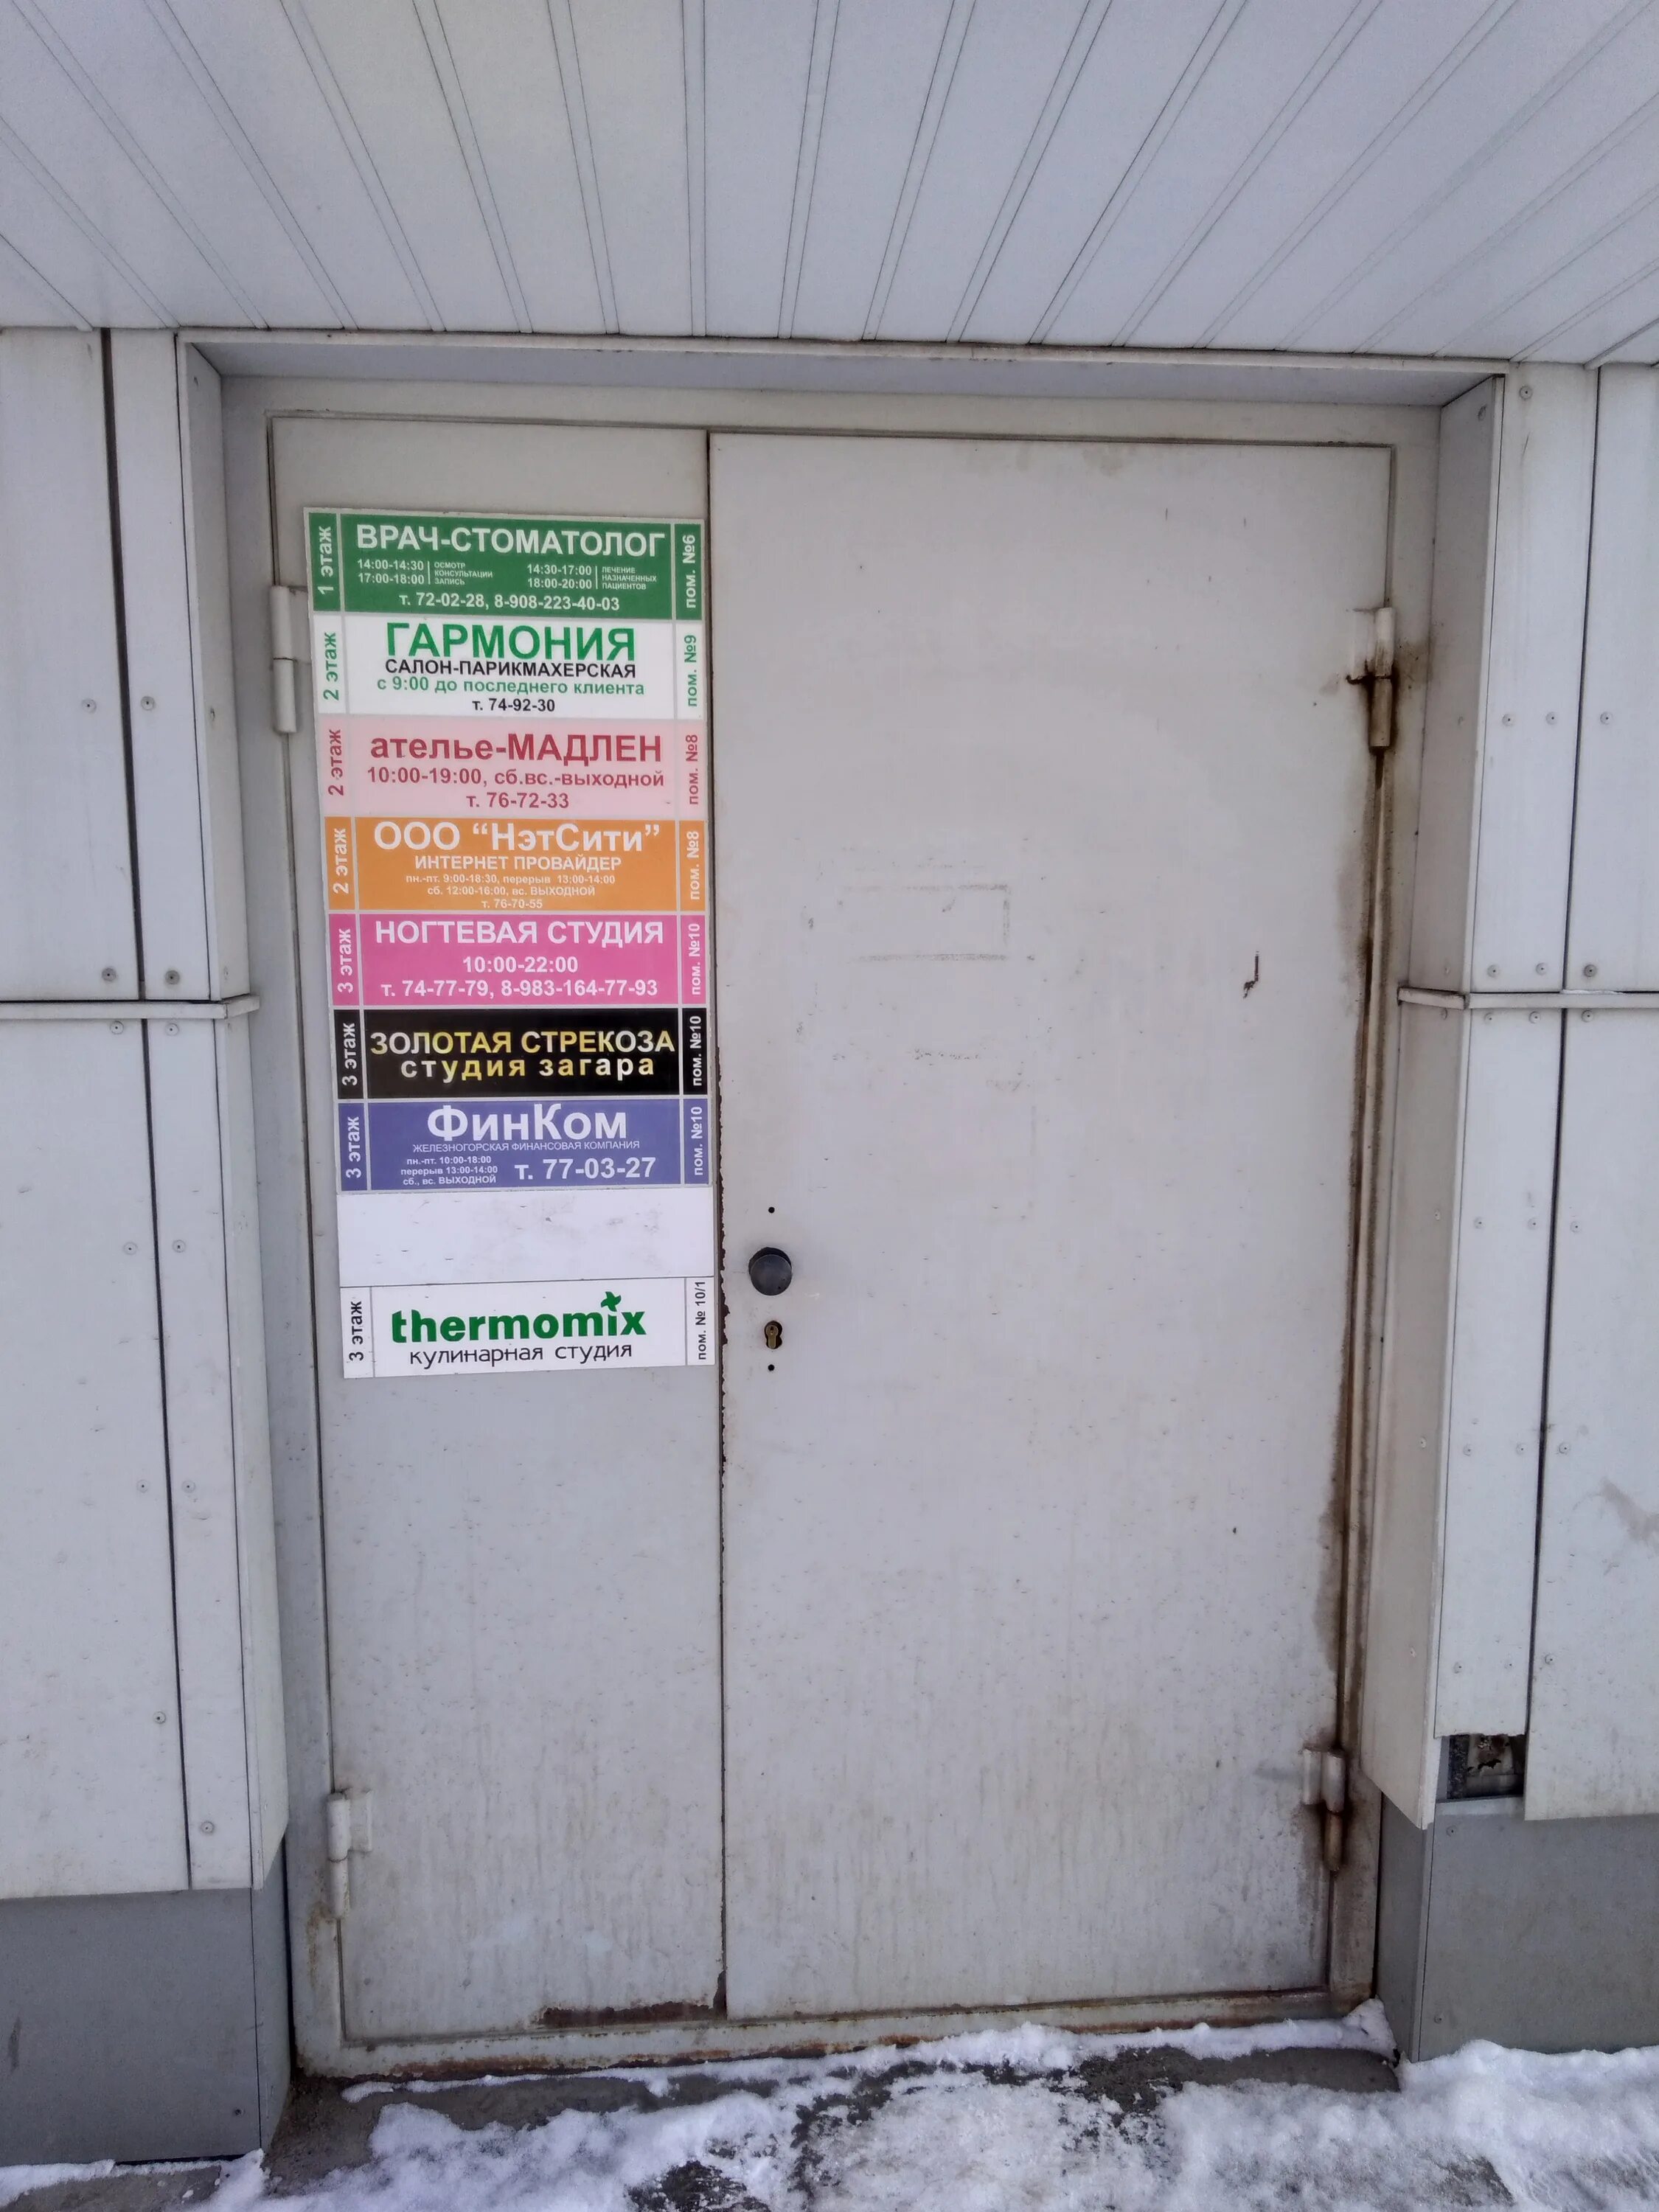 1 этаж
ВРАЧ-СТОМАТОЛОГ
14:00-14:30
17:00-18:00
ОСМОТР
КОНСУЛЬТАЦИИ
ЗАПИСЬ
14:30-17:00
18:00-20:00
ЛЕЧЕНИЕ
НАЗНАЧЕННЫХ
ПАЦИЕНТОВ
т. 72-02-28, 8-908-223-40-03
пом. №6
2 этаж
ГАРМОНИЯ
САЛОН-ПАРИКМАХЕРСКАЯ
с 9:00 до последнего клиента
т. 74-92-30
пом. №9
2 этаж
ателье-МАДЛЕН
10:00-19:00, сб.вс.-выходной
т. 76-72-33
пом. №8
2 этаж
ООО “НэтСити”
ИНТЕРНЕТ ПРОВАЙДЕР
пн.-пт. 9:00-18:30, перерыв 13:00-14:00
сб. 12:00-16:00, вс. ВЫХОДНОЙ
т. 76-70-55
пом. №8
3 этаж
НОГТЕВАЯ СТУДИЯ
10:00-22:00
т. 74-77-79, 8-983-164-77-93
пом. №10
3 этаж
ЗОЛОТАЯ СТРЕКОЗА
студия загара
пом. №10
3 этаж
ФинКом
ЖЕЛЕЗНОГОРСКАЯ ФИНАНСОВАЯ КОМПАНИЯ
пн.-пт. 10:00-18:00
перерыв 13:00-14:00
сб., вс. ВЫХОДНОЙ
т. 77-03-27
пом. №10
3 этаж
thermomix
кулинарная студия
пом. № 10/1